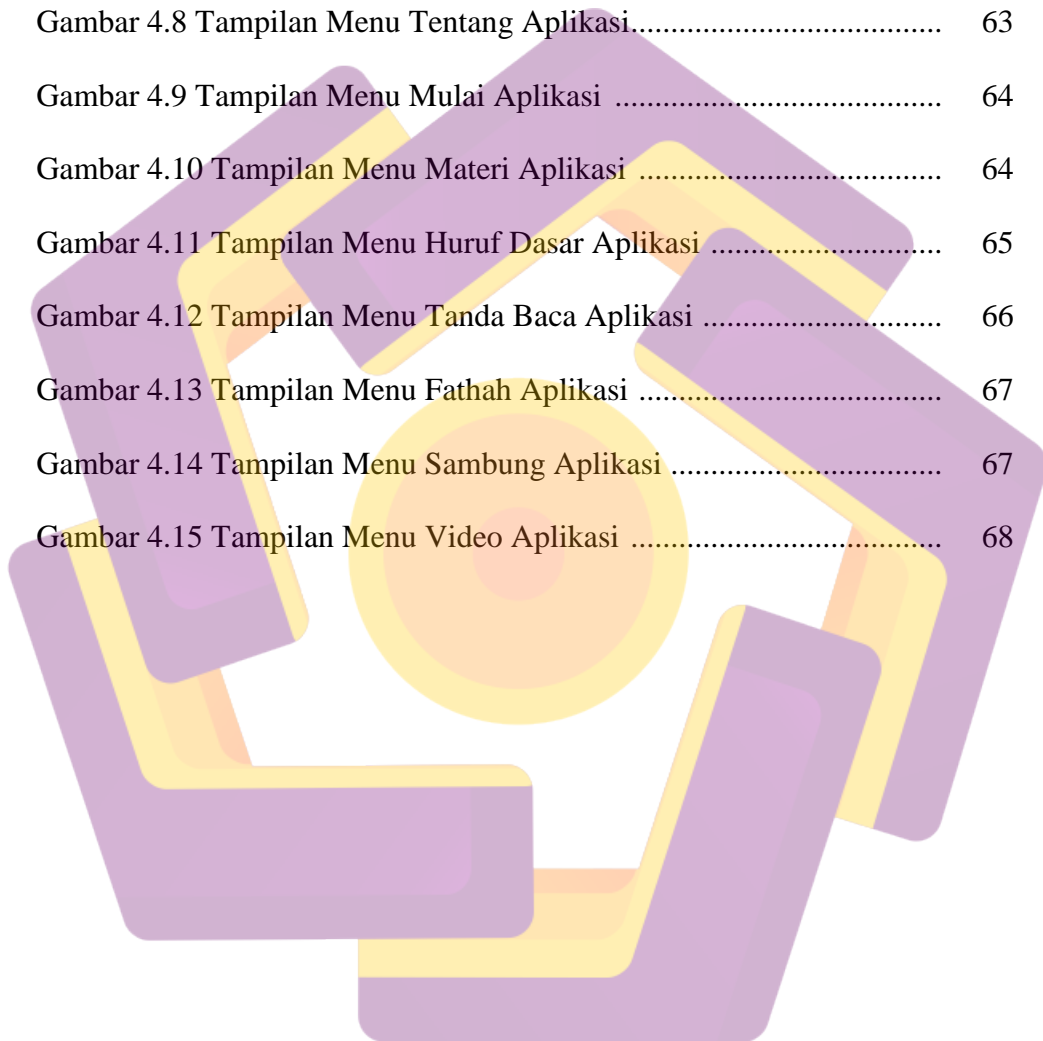 Gambar 4.8 Tampilan Menu Tentang Aplikasi...................................... 63
Gambar 4.9 Tampilan Menu Mulai Aplikasi ........................................ 64
Gambar 4.10 Tampilan Menu Materi Aplikasi ..................................... 64
Gambar 4.11 Tampilan Menu Huruf Dasar Aplikasi ............................ 65
Gambar 4.12 Tampilan Menu Tanda Baca Aplikasi ............................. 66
Gambar 4.13 Tampilan Menu Fathah Aplikasi ..................................... 67
Gambar 4.14 Tampilan Menu Sambung Aplikasi ................................. 67
Gambar 4.15 Tampilan Menu Video Aplikasi ...................................... 68